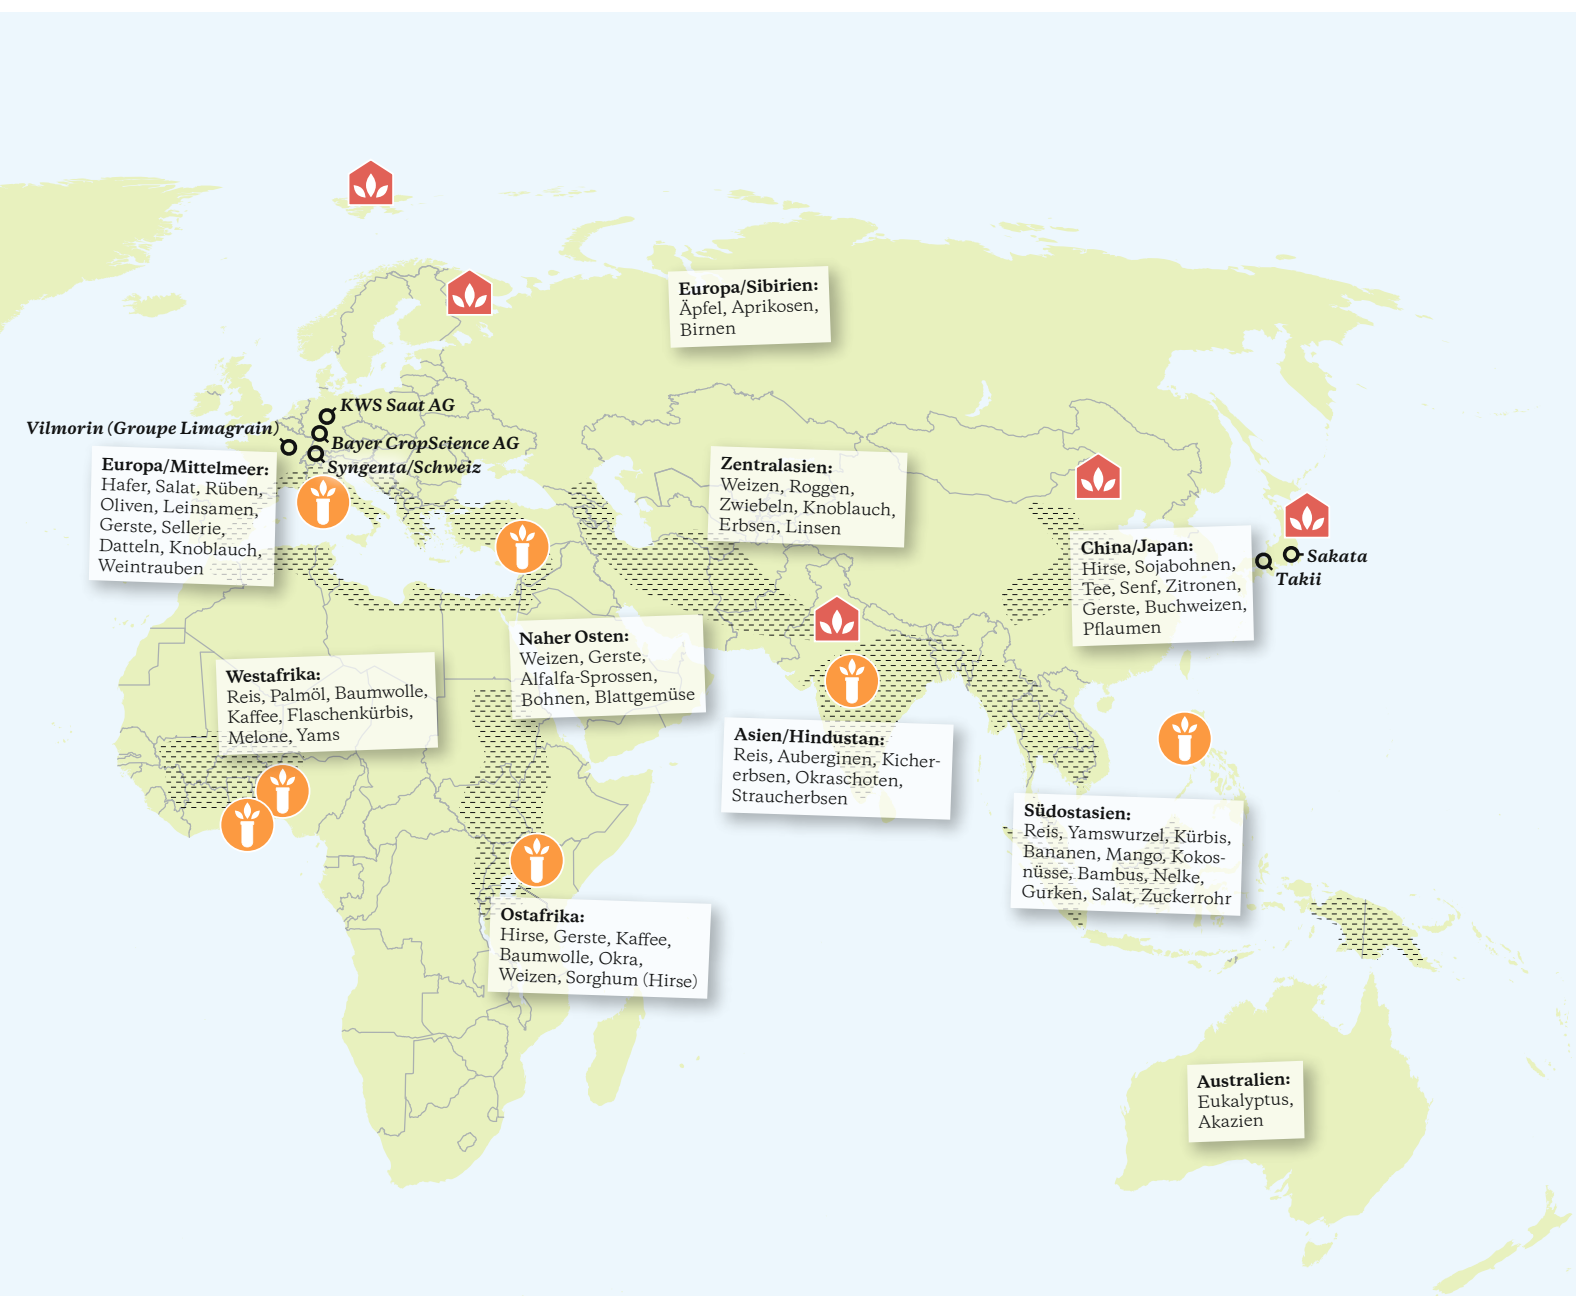 Europa/Sibirien:
Äpfel, Aprikosen,
Birnen
KWS Saat AG
Vilmorin (Groupe Limagrain)
Bayer CropScience AG
Syngenta/Schweiz
Europa/Mittelmeer:
Hafer, Salat, Rüben,
Oliven, Leinsamen,
Gerste, Sellerie,
Datteln, Knoblauch,
Weintrauben
Zentralasien:
Weizen, Roggen,
Zwiebeln, Knoblauch,
Erbsen, Linsen
China/Japan:
Hirse, Sojabohnen,
Tee, Senf, Zitronen,
Gerste, Buchweizen,
Pflaumen
Sakata
Takii
Naher Osten:
Weizen, Gerste,
Alfalfa-Sprossen,
Bohnen, Blattgemüse
Westafrika:
Reis, Palmöl, Baumwolle,
Kaffee, Flaschenkürbis,
Melone, Yams
Asien/Hindustan:
Reis, Auberginen, Kicher-
erbsen, Okraschoten,
Straucherbsen
Südostasien:
Reis, Yamswurzel, Kürbis,
Bananen, Mango, Kokos-
nüsse, Bambus, Nelke,
Gurken, Salat, Zuckerrohr
Ostafrika:
Hirse, Gerste, Kaffee,
Baumwolle, Okra,
Weizen, Sorghum (Hirse)
Australien:
Eukalyptus,
Akazien